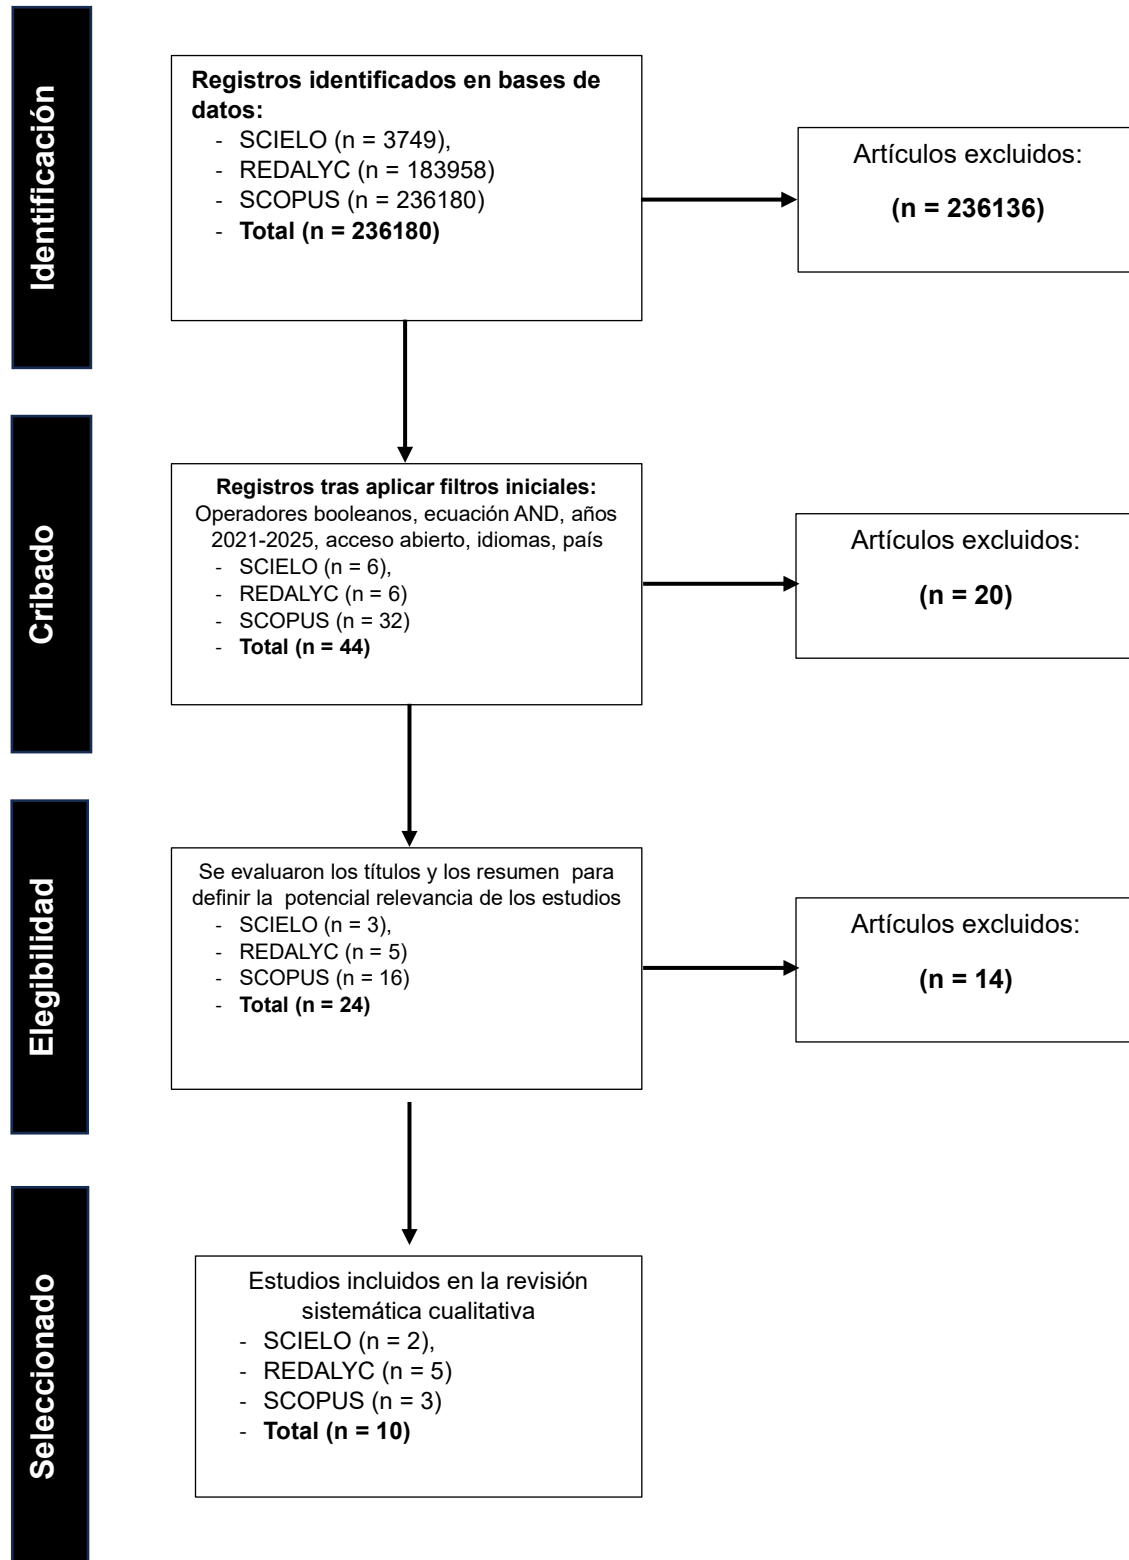 Identificación
Registros identificados en bases de
datos:
- SCIELO (n = 3749),
- REDALYC (n = 183958)
- SCOPUS (n = 236180)
- Total (n = 236180)
Artículos excluidos:
(n = 236136)
Cribado
Registros tras aplicar filtros iniciales:
Operadores booleanos, ecuación AND, años
2021-2025, acceso abierto, idiomas, país
- SCIELO (n = 6),
- REDALYC (n = 6)
- SCOPUS (n = 32)
- Total (n = 44)
Artículos excluidos:
(n = 20)
Elegibilidad
Se evaluaron los títulos y los resumen para
definir la potencial relevancia de los estudios
- SCIELO (n = 3),
- REDALYC (n = 5)
- SCOPUS (n = 16)
- Total (n = 24)
Artículos excluidos:
(n = 14)
Seleccionado
Estudios incluidos en la revisión
sistemática cualitativa
- SCIELO (n = 2),
- REDALYC (n = 5)
- SCOPUS (n = 3)
- Total (n = 10)